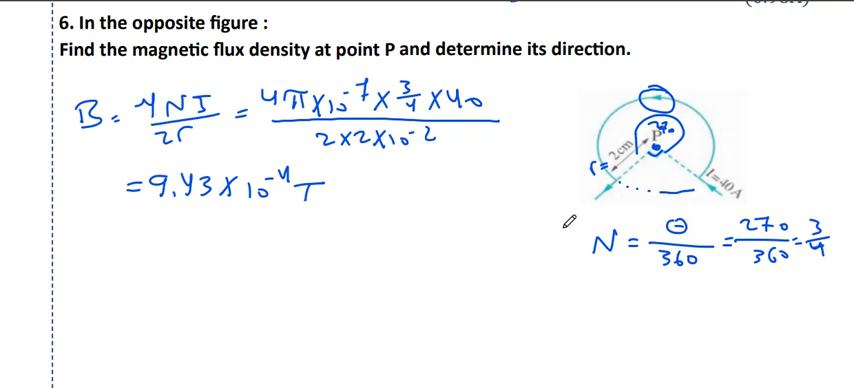 6. In the opposite figure :
Find the magnetic flux density at point P and determine its direction.
B = μNI / 2r = 4π×10⁻⁷ × 3/4 × 40 / 2×2×10⁻²
= 9.43 × 10⁻⁴ T
270
P
r = 2cm
I=40A
N = θ / 360 = 270 / 360 = 3/4